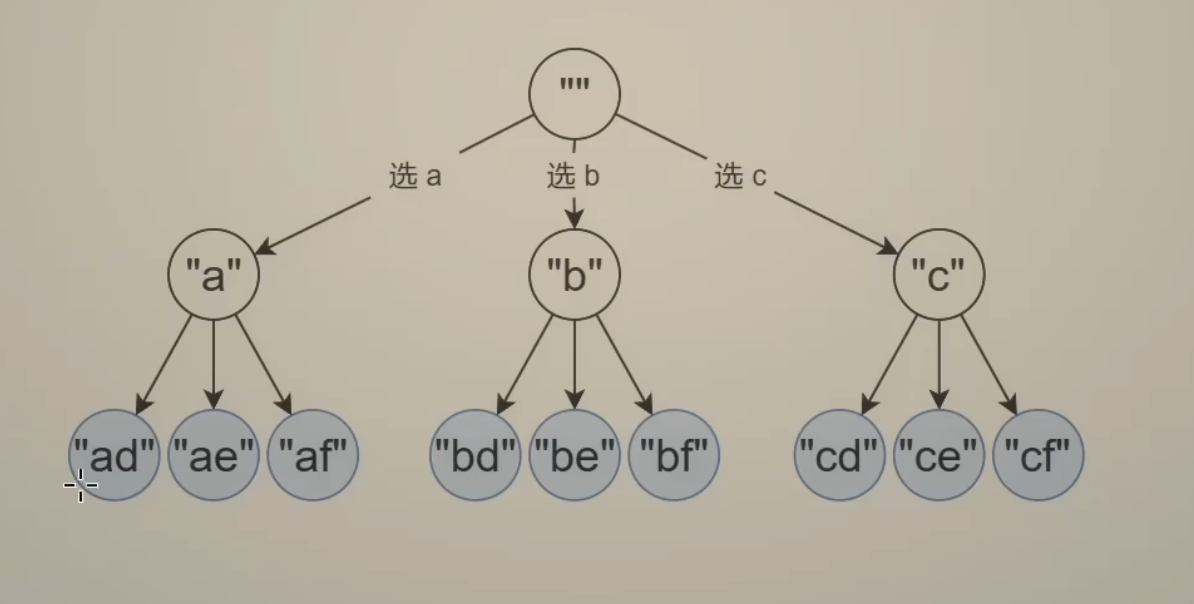 ""
选 a 选 b 选 c
"a" "b" "c"
"ad" "ae" "af" "bd" "be" "bf" "cd" "ce" "cf"